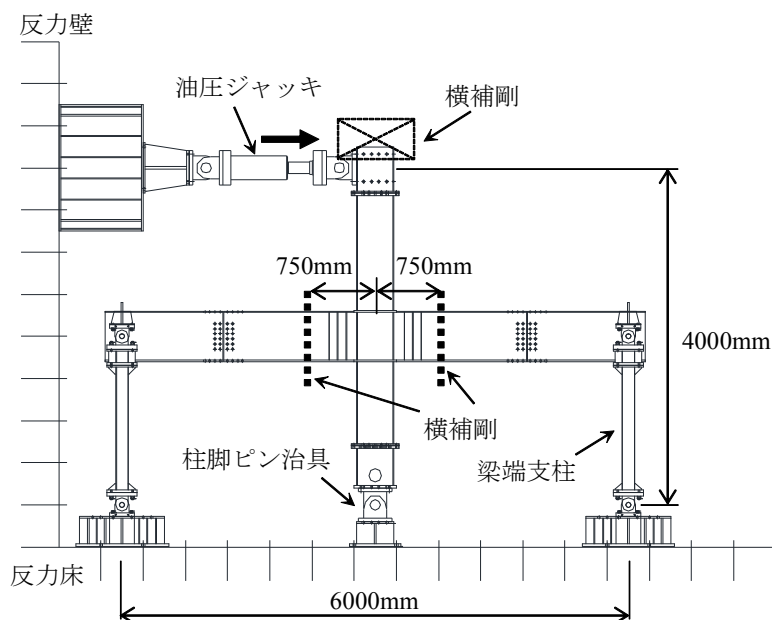 反力壁
油圧ジャッキ
横補剛
750mm
750mm
4000mm
横補剛
柱脚ピン治具
梁端支柱
反力床
6000mm